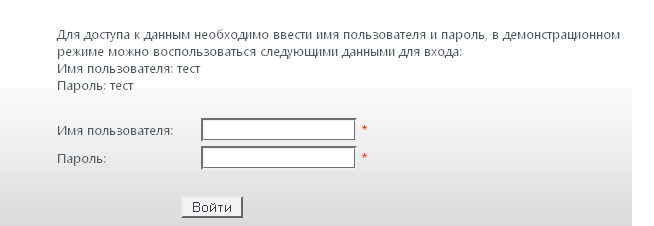 Для доступа к данным необходимо ввести имя пользователя и пароль, в демонстрационном
режиме можно воспользоваться следующими данными для входа:
Имя пользователя: тест
Пароль: тест
Имя пользователя: *
Пароль: *
Войти